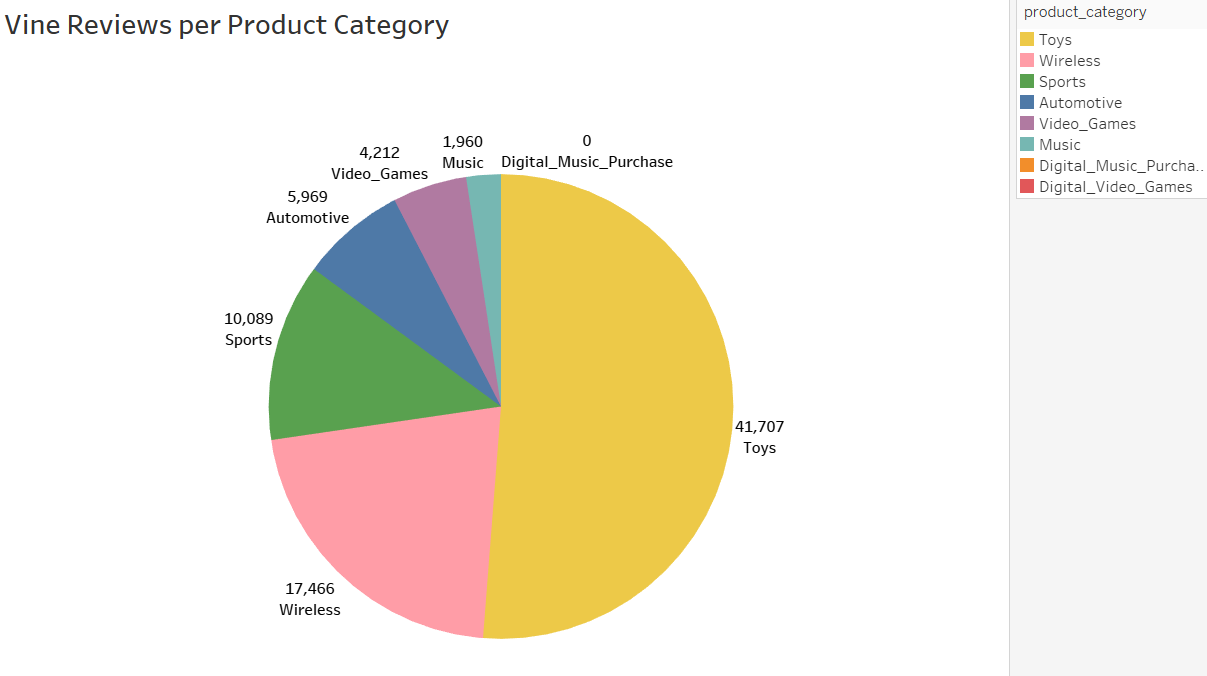 Vine Reviews per Product Category
product_category
Toys
Wireless
Sports
Automotive
Video_Games
Music
Digital_Music_Purcha..
Digital_Video_Games
1,960
Music
0
Digital_Music_Purchase
4,212
Video_Games
5,969
Automotive
10,089
Sports
41,707
Toys
17,466
Wireless